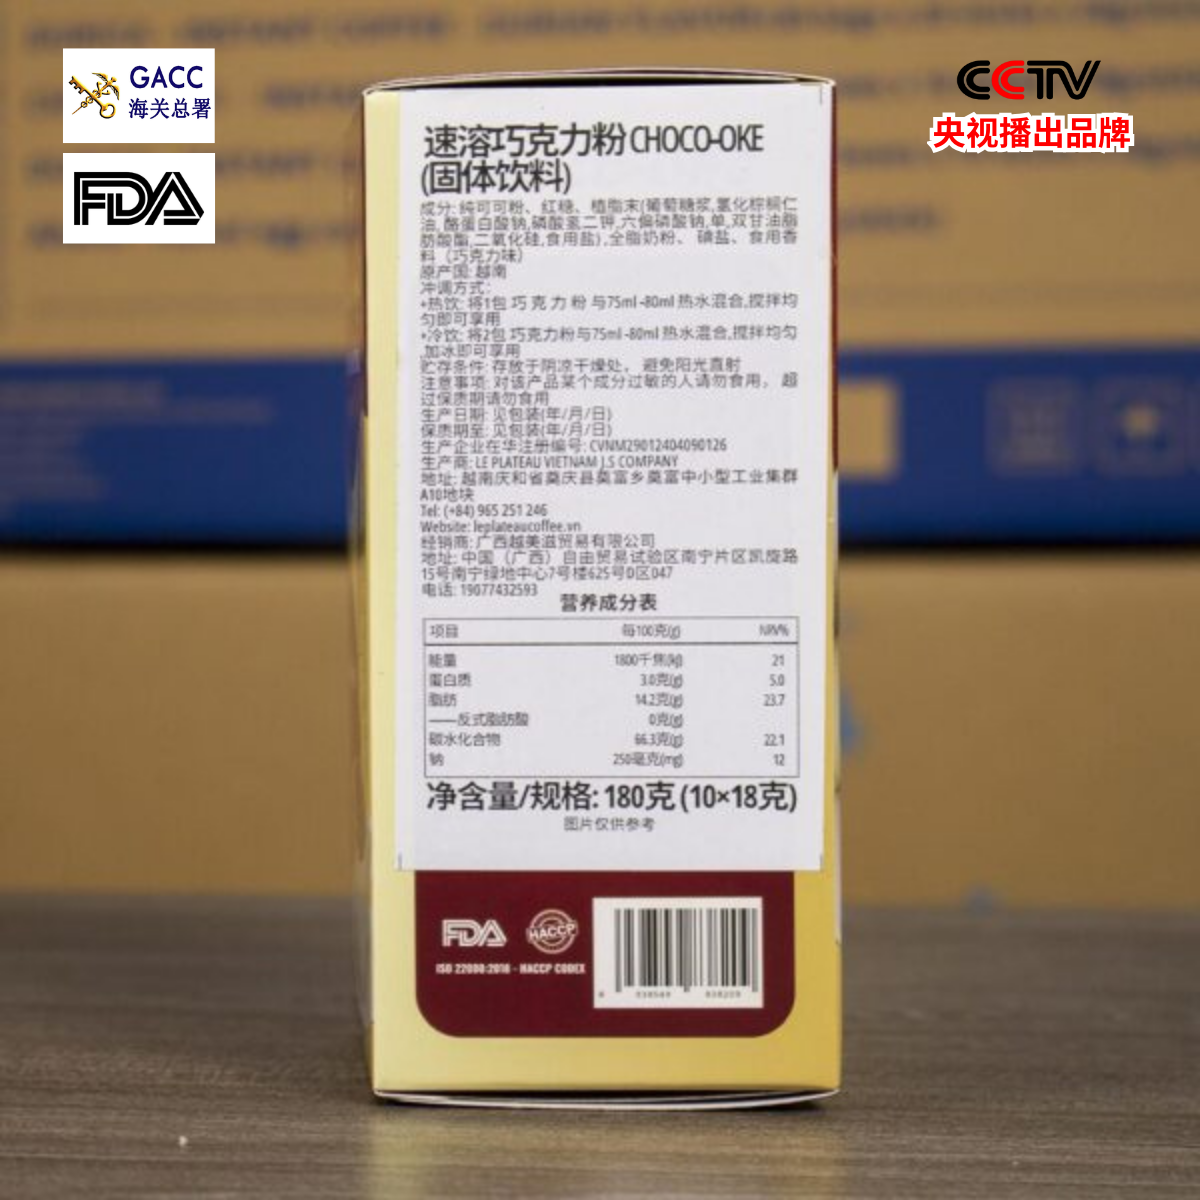 GACC
海关总署
FDA
CCTV
央视播出品牌
速溶巧克力粉 CHOCO-OKE
(固体饮料)
成分: 纯可可粉、红糖、植脂末(葡萄糖浆,氢化棕榈仁
油,酪蛋白酸钠,磷酸氢二钾,六偏磷酸钠,单,双甘油脂
肪酸酯,二氧化硅,食用盐) ,全脂奶粉、 碘盐、食用香
料（巧克力味）
原产国: 越南
冲调方式：
•热饮: 将1包 巧 克 力 粉 与75ml -80ml 热水混合,搅拌均
匀即可享用
•冷饮: 将2包 巧克力粉与75ml -80ml 热水混合,搅拌均匀
,加冰即可享用
贮存条件: 存放于阴凉干燥处， 避免阳光直射
注意事项: 对该产品某个成分过敏的人请勿食用， 超
过保质期请勿食用
生产日期: 见包装(年/月/日)
保质期至: 见包装(年/月/日)
生产企业在华注册编号: CVNM29012404090126
生产商: LE PLATEAU VIETNAM J.S COMPANY
地址: 越南庆和省奠庆县奠富乡奠富中小型工业集群
A10地块
Tel: (+84) 965 251 246
Website: leplateaucoffee.vn
经销商: 广西越美滋贸易有限公司
地址: 中国（广西）自由贸易试验区南宁片区凯旋路
15号南宁绿地中心7号楼625号D区047
电话: 19077432593
营养成分表
项目 每100克(g) NRV%
能量 1800千焦(kJ) 21
蛋白质 3.0克(g) 5.0
脂肪 14.2克(g) 23.7
——反式脂肪酸 0克(g)
碳水化合物 66.3克(g) 22.1
钠 250毫克(mg) 12
净含量/规格: 180克 (10×18克)
图片仅供参考
FDA HACCP
ISO 22000:2018 - HACCP CODEX